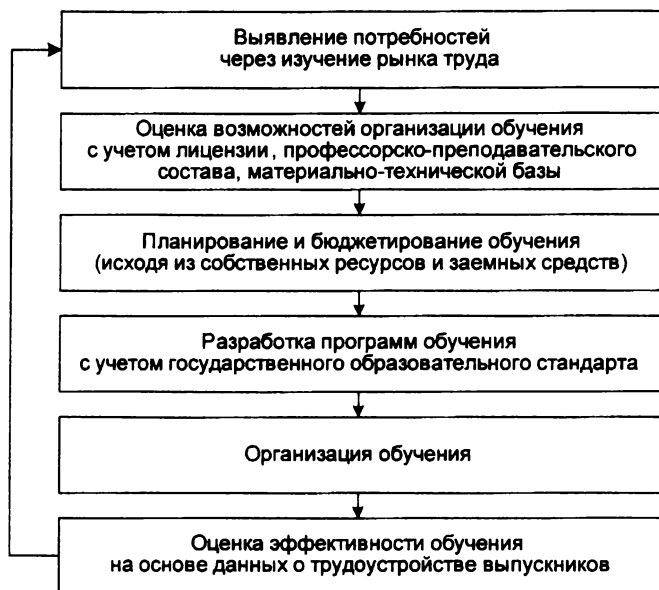 Выявление потребностей
через изучение рынка труда
Оценка возможностей организации обучения
с учетом лицензии, профессорско-преподавательского
состава, материально-технической базы
Планирование и бюджетирование обучения
(исходя из собственных ресурсов и заемных средств)
Разработка программ обучения
с учетом государственного образовательного стандарта
Организация обучения
Оценка эффективности обучения
на основе данных о трудоустройстве выпускников